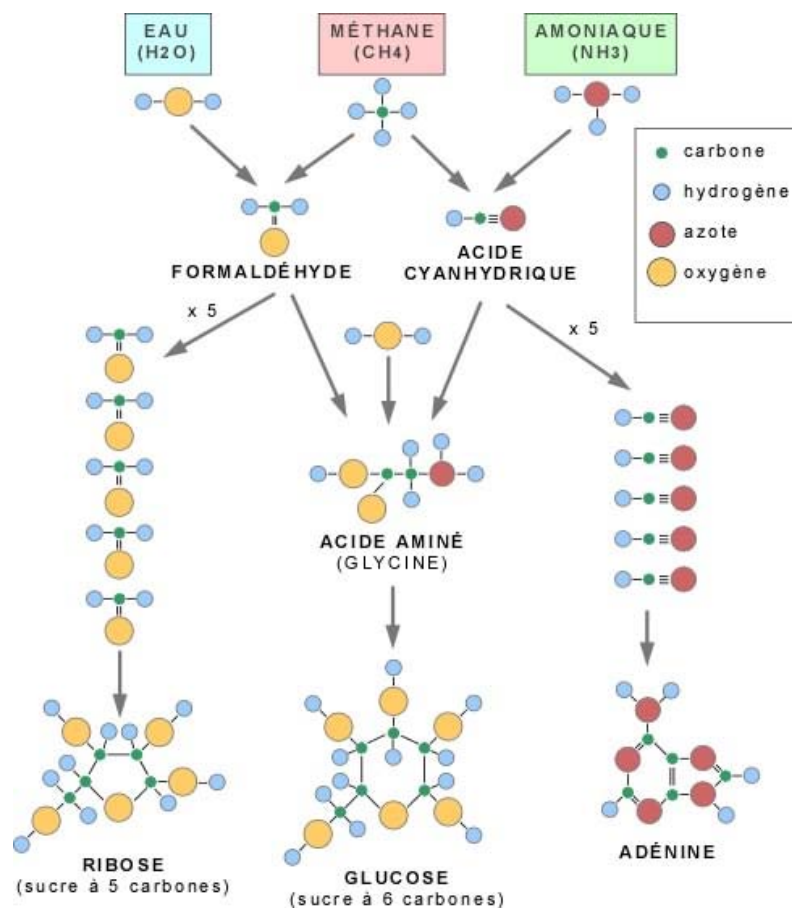 EAU
(H2O)
MÉTHANE
(CH4)
AMONIAQUE
(NH3)
carbone
hydrogène
azote
oxygène
FORMALDÉHYDE
ACIDE
CYANHYDRIQUE
x 5
x 5
ACIDE AMINÉ
(GLYCINE)
RIBOSE
(sucre à 5 carbones)
GLUCOSE
(sucre à 6 carbones)
ADÉNINE